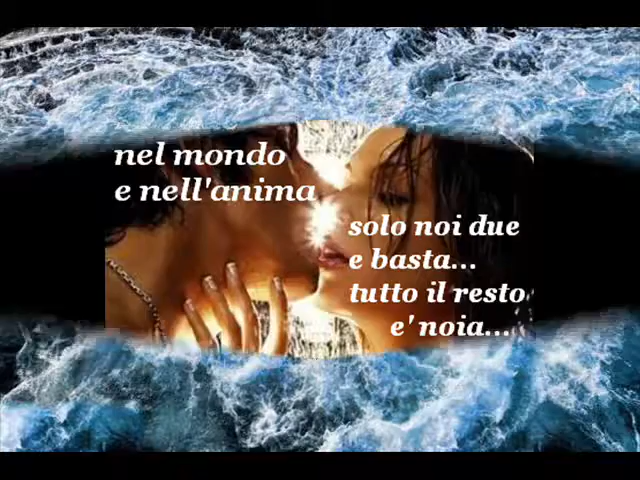 nel mondo
e nell'anima
solo noi due
e basta...
tutto il resto
e' noia...